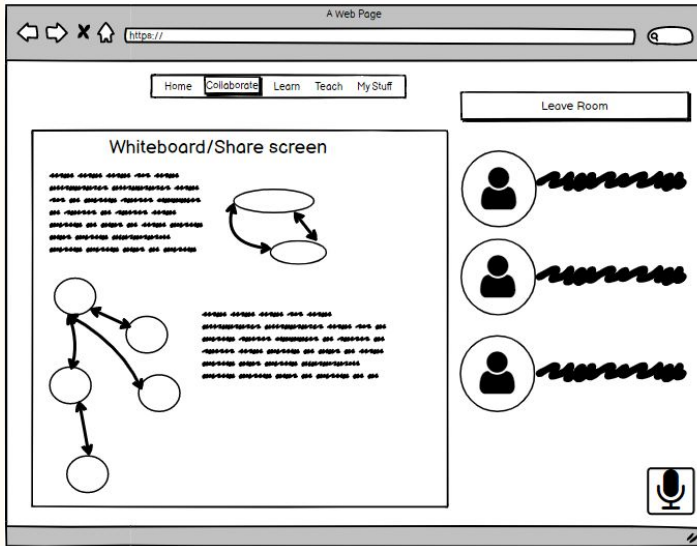 A Web Page
https://
Home Collaborate Learn Teach My Stuff
Leave Room
Whiteboard/Share screen